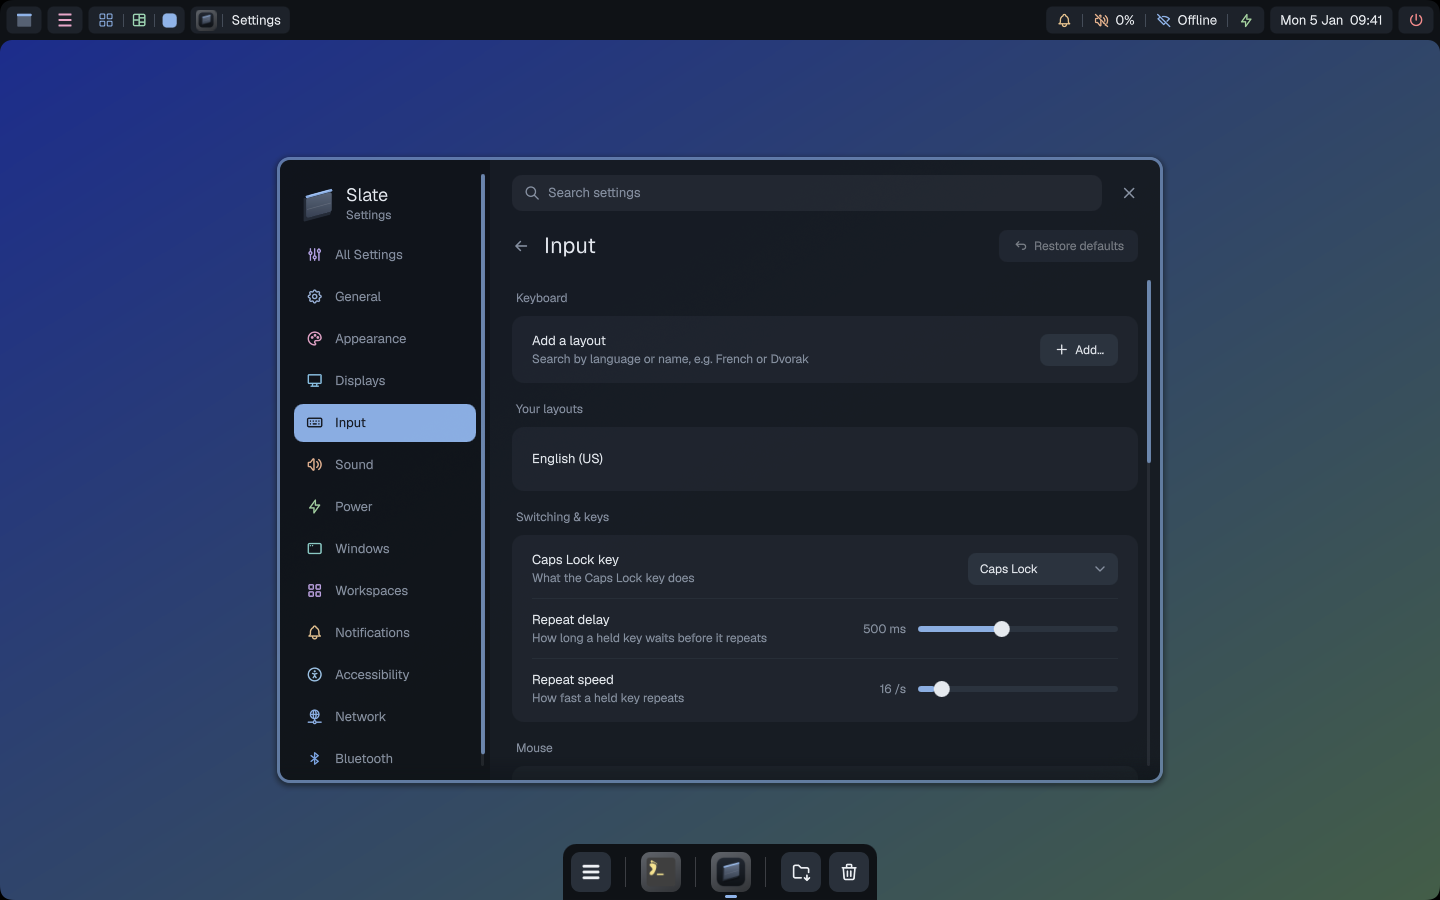 Settings
0%
Offline
Mon 5 Jan 09:41
Slate
Settings
All Settings
General
Appearance
Displays
Input
Sound
Power
Windows
Workspaces
Notifications
Accessibility
Network
Bluetooth
Search settings
Input
Restore defaults
Keyboard
Add a layout
Search by language or name, e.g. French or Dvorak
Add...
Your layouts
English (US)
Switching & keys
Caps Lock key
What the Caps Lock key does
Caps Lock
Repeat delay
How long a held key waits before it repeats
500 ms
Repeat speed
How fast a held key repeats
16 /s
Mouse